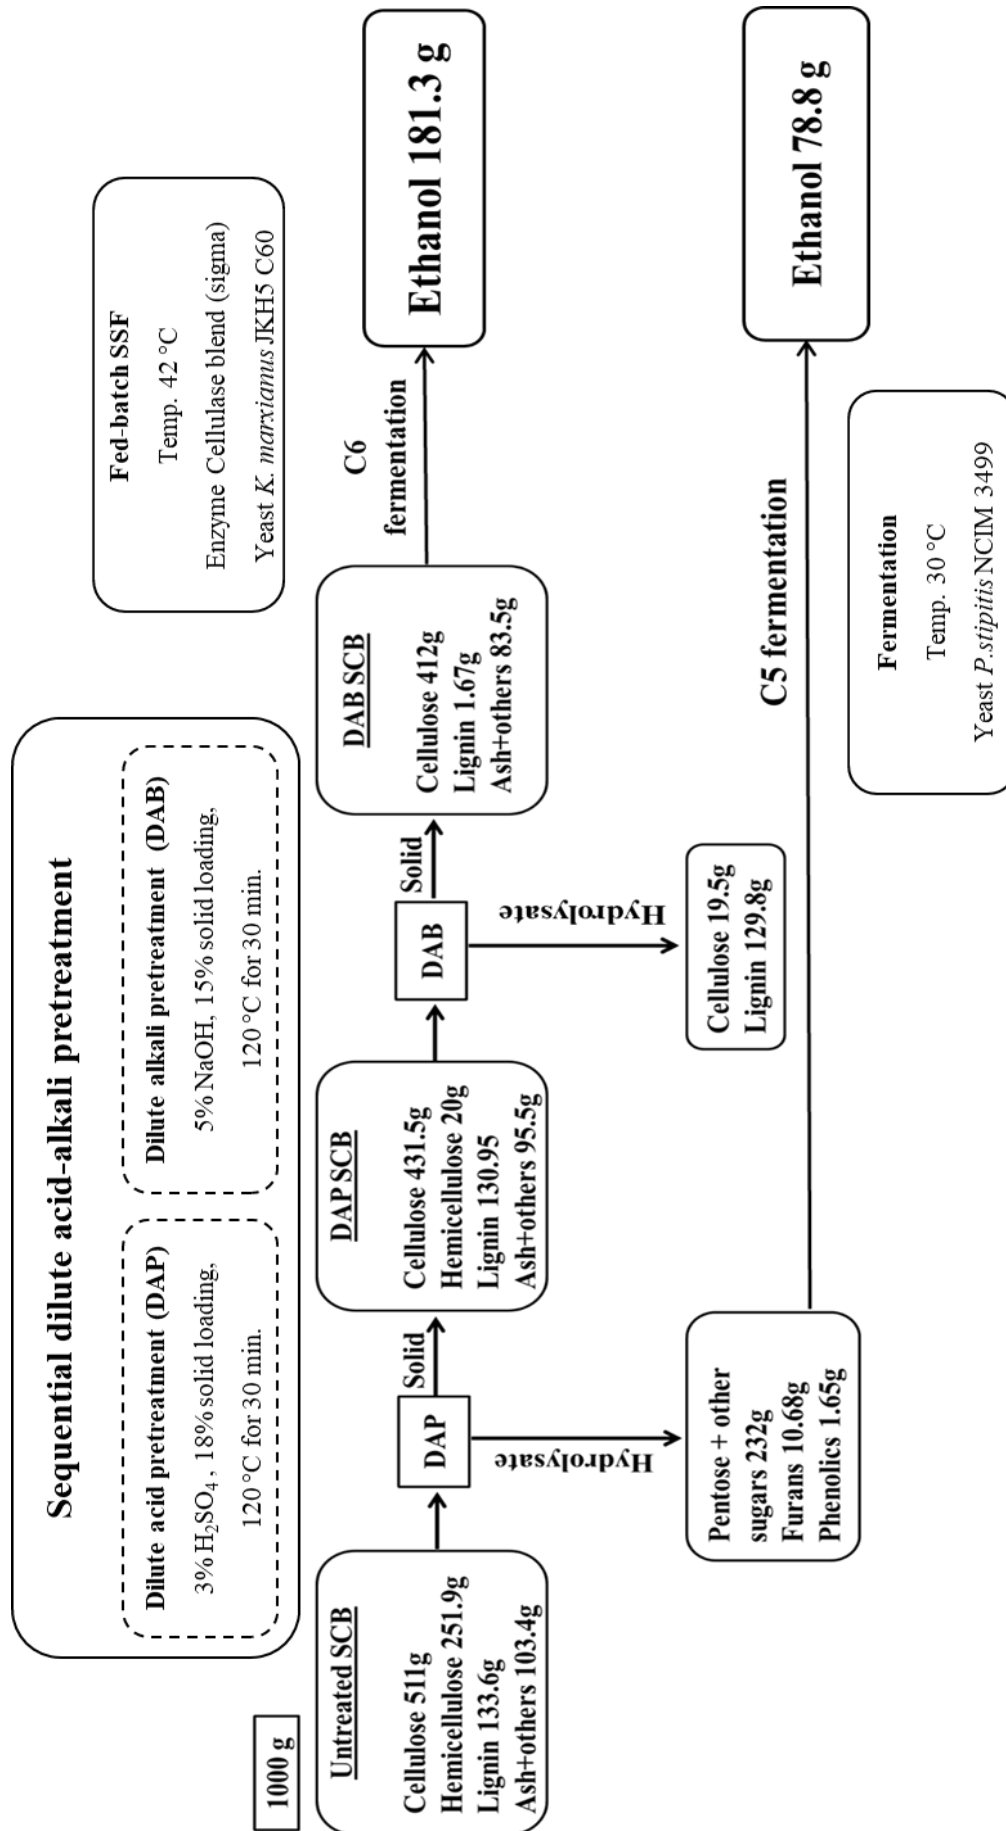 Sequential dilute acid-alkali pretreatment
Dilute acid pretreatment (DAP)
3% H₂SO₄ , 18% solid loading,
120 °C for 30 min.
Dilute alkali pretreatment (DAB)
5% NaOH, 15% solid loading,
120 °C for 30 min.
Fed-batch SSF
Temp. 42 °C
Enzyme Cellulase blend (sigma)
Yeast K. marxianus JKH5 C60
1000 g
Untreated SCB
Cellulose 511g
Hemicellulose 251.9g
Lignin 133.6g
Ash+others 103.4g
DAP
Solid
Hydrolysate
DAP SCB
Cellulose 431.5g
Hemicellulose 20g
Lignin 130.95
Ash+others 95.5g
DAB
Solid
Hydrolysate
DAB SCB
Cellulose 412g
Lignin 1.67g
Ash+others 83.5g
C6
fermentation
Ethanol 181.3 g
Pentose + other
sugars 232g
Furans 10.68g
Phenolics 1.65g
Cellulose 19.5g
Lignin 129.8g
C5 fermentation
Ethanol 78.8 g
Fermentation
Temp. 30 °C
Yeast P.stipitis NCIM 3499